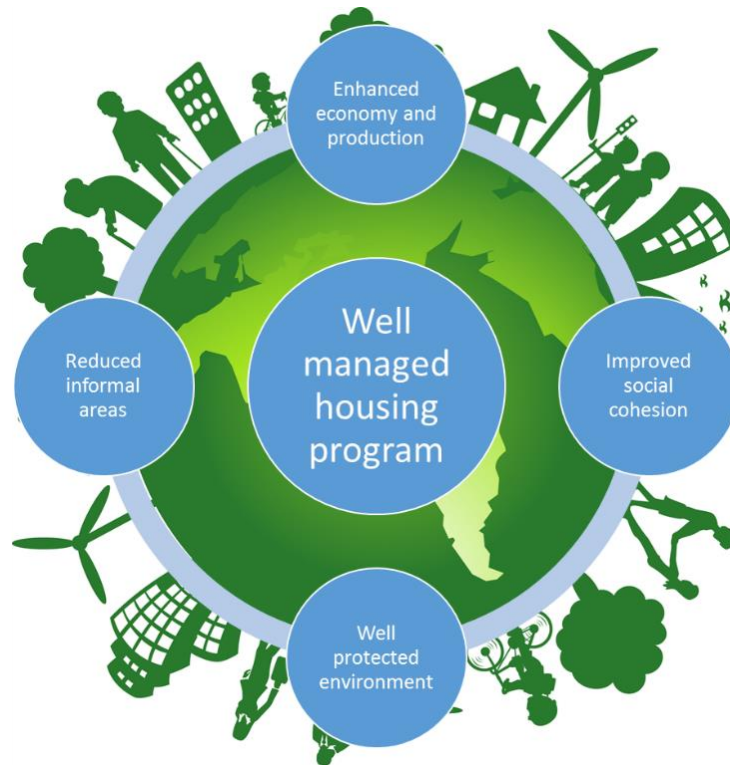 Enhanced
economy and
production
Reduced
informal
areas
Well
managed
housing
program
Improved
social
cohesion
Well
protected
environment